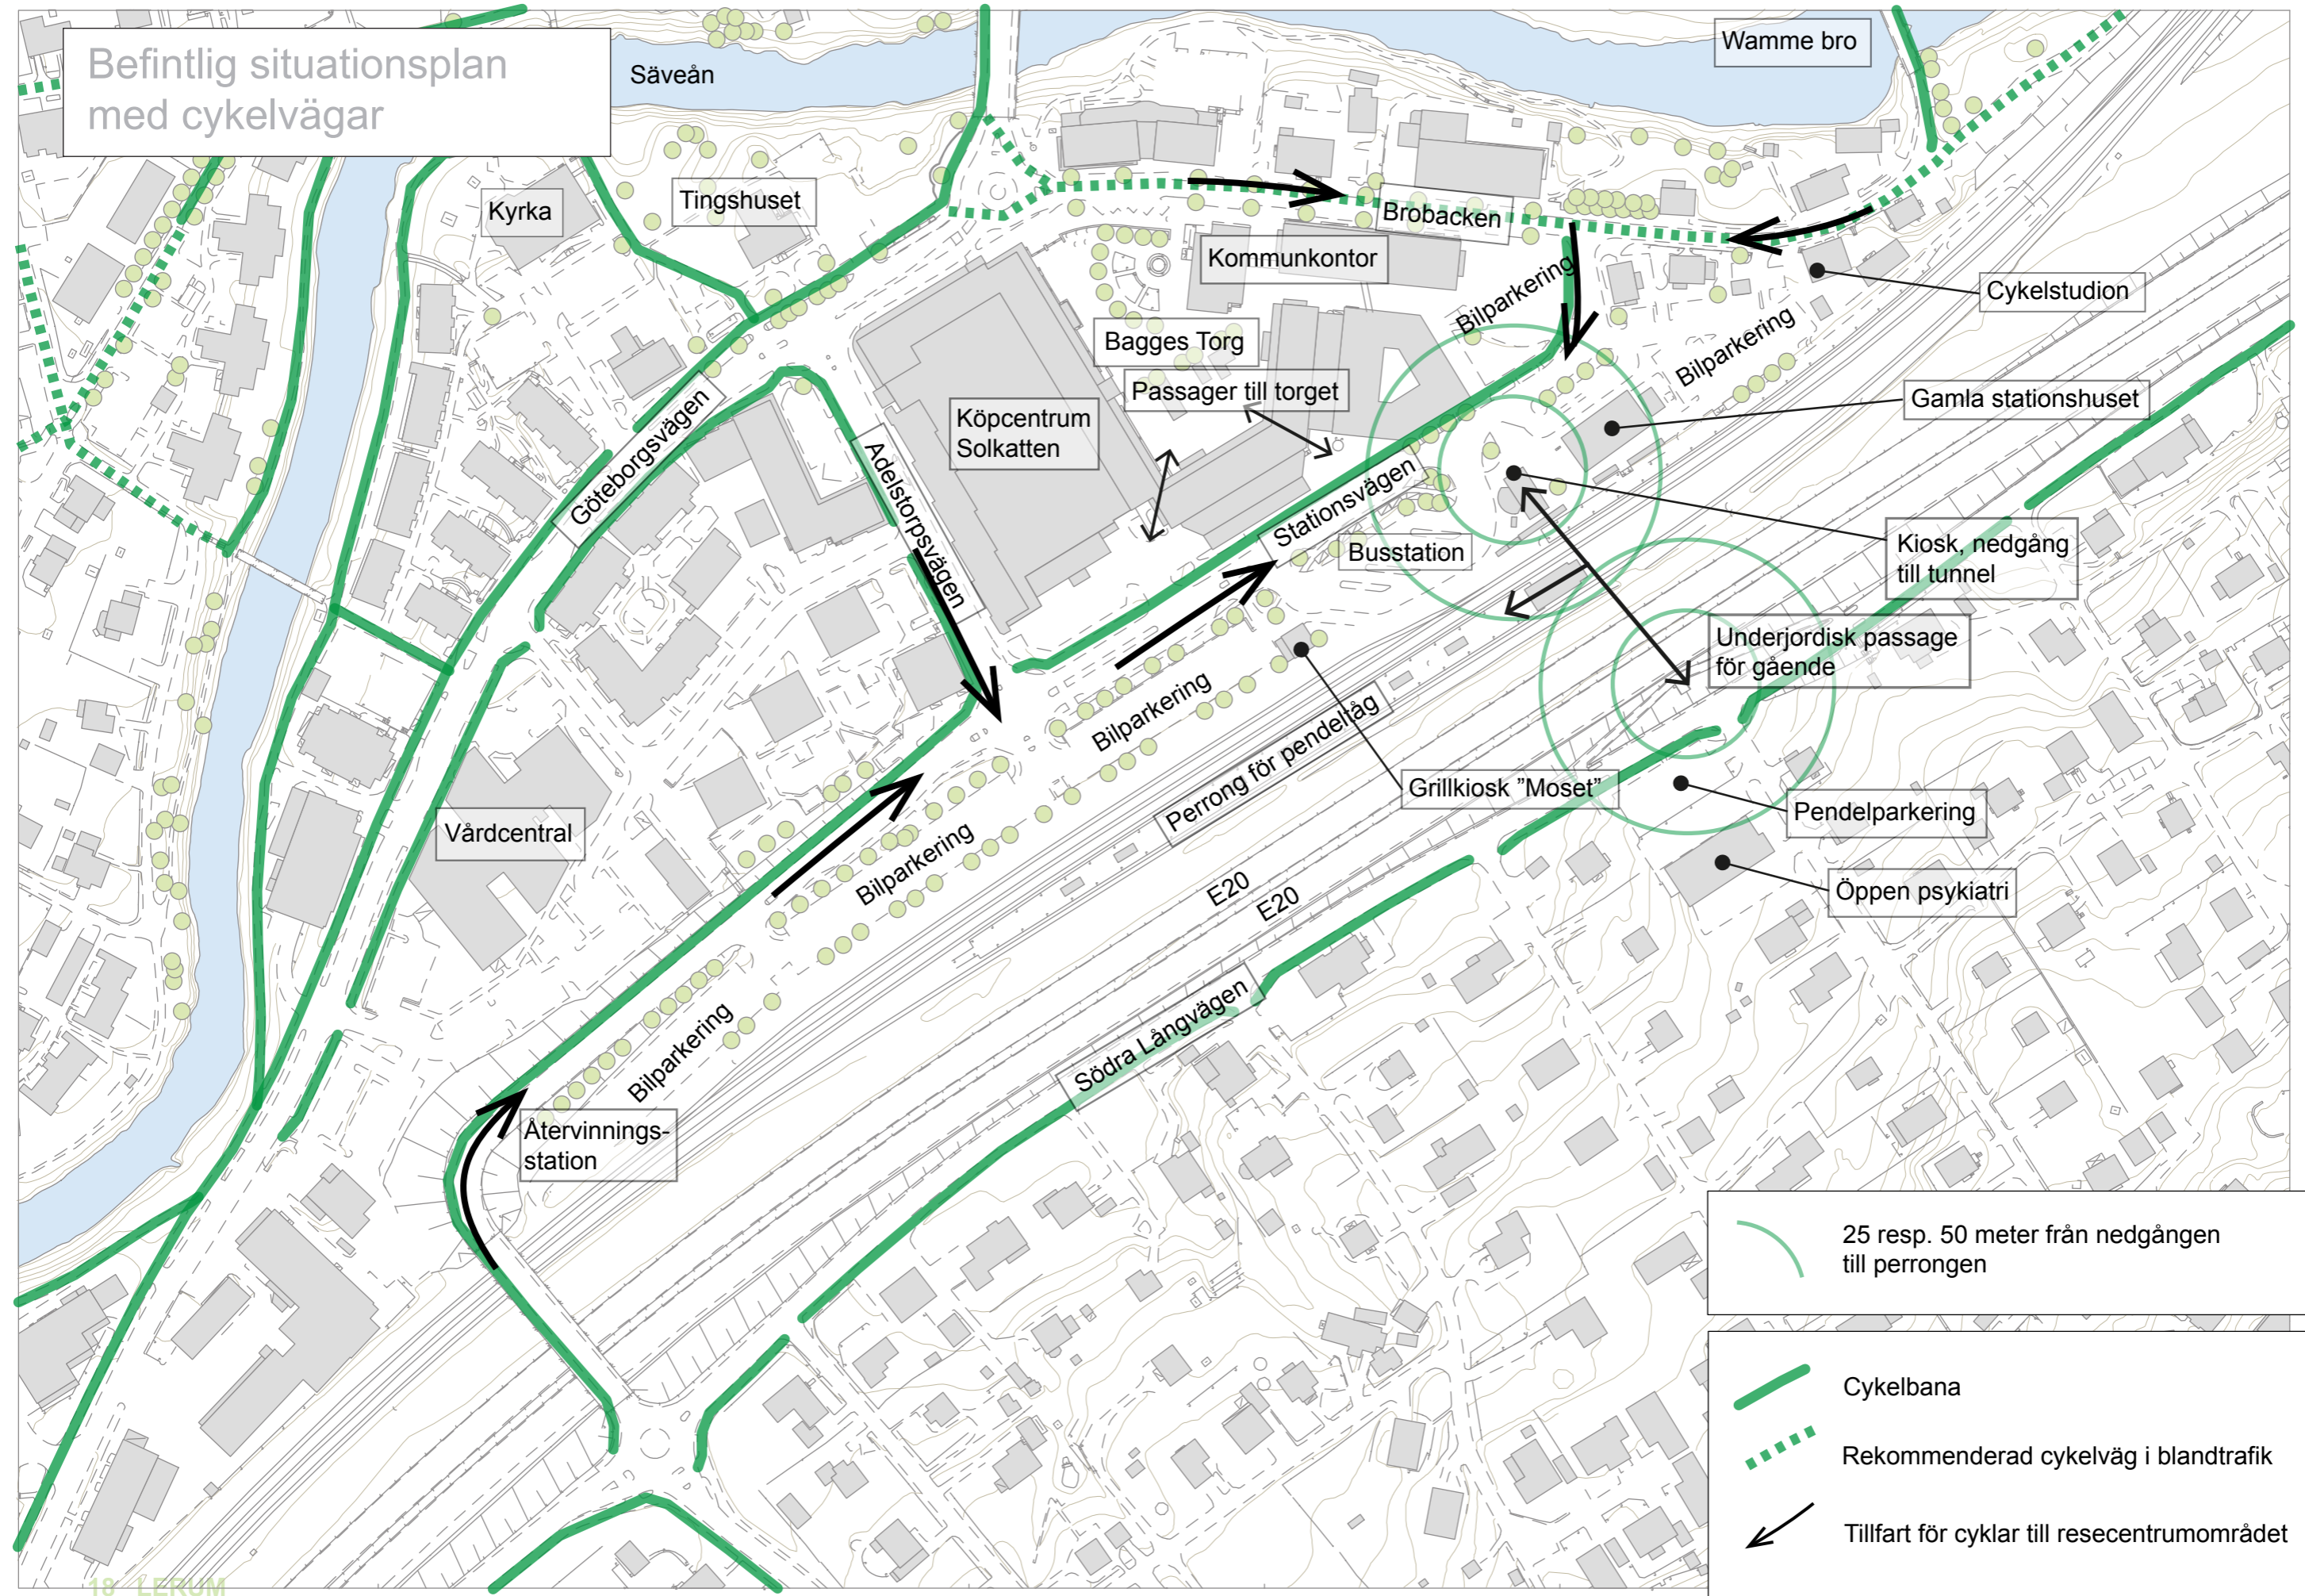 Befintlig situationsplan
med cykelvägar
Säveån
Wamme bro
Kyrka
Tingshuset
Brobacken
Kommunkontor
Bilparkering
Cykelstudion
Bilparkering
Bagges Torg
Passager till torget
Gamla stationshuset
Köpcentrum
Solkatten
Göteborgsvägen
Adelstorpsvägen
Stationsvägen
Busstation
Kiosk, nedgång
till tunnel
Underjordisk passage
för gående
Bilparkering
Perrong för pendeltåg
Grillkiosk ”Moset”
Pendelparkering
Vårdcentral
Bilparkering
E20
E20
Öppen psykiatri
Södra Långvägen
Bilparkering
Återvinnings-
station
25 resp. 50 meter från nedgången
till perrongen
Cykelbana
Rekommenderad cykelväg i blandtrafik
Tillfart för cyklar till resecentrumområdet
18 LERUM